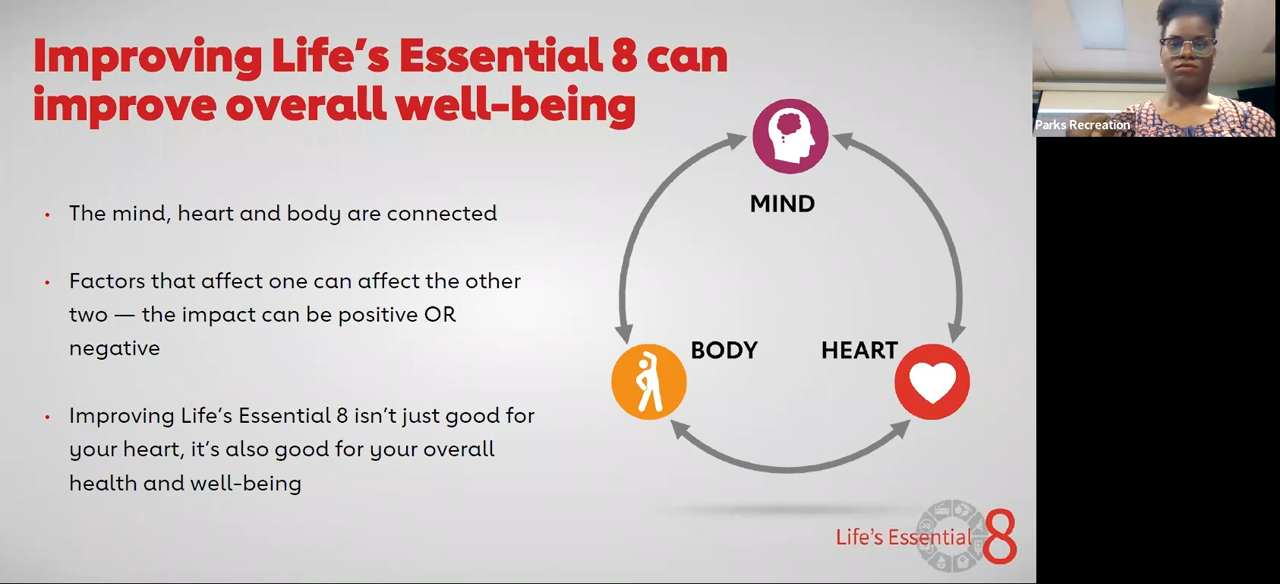 Improving Life's Essential 8 can
improve overall well-being
Parks Recreation
MIND
• The mind, heart and body are connected
• Factors that affect one can affect the other
two — the impact can be positive OR
negative
BODY
HEART
• Improving Life's Essential 8 isn't just good for
your heart, it's also good for your overall
health and well-being
Life's Essential 8